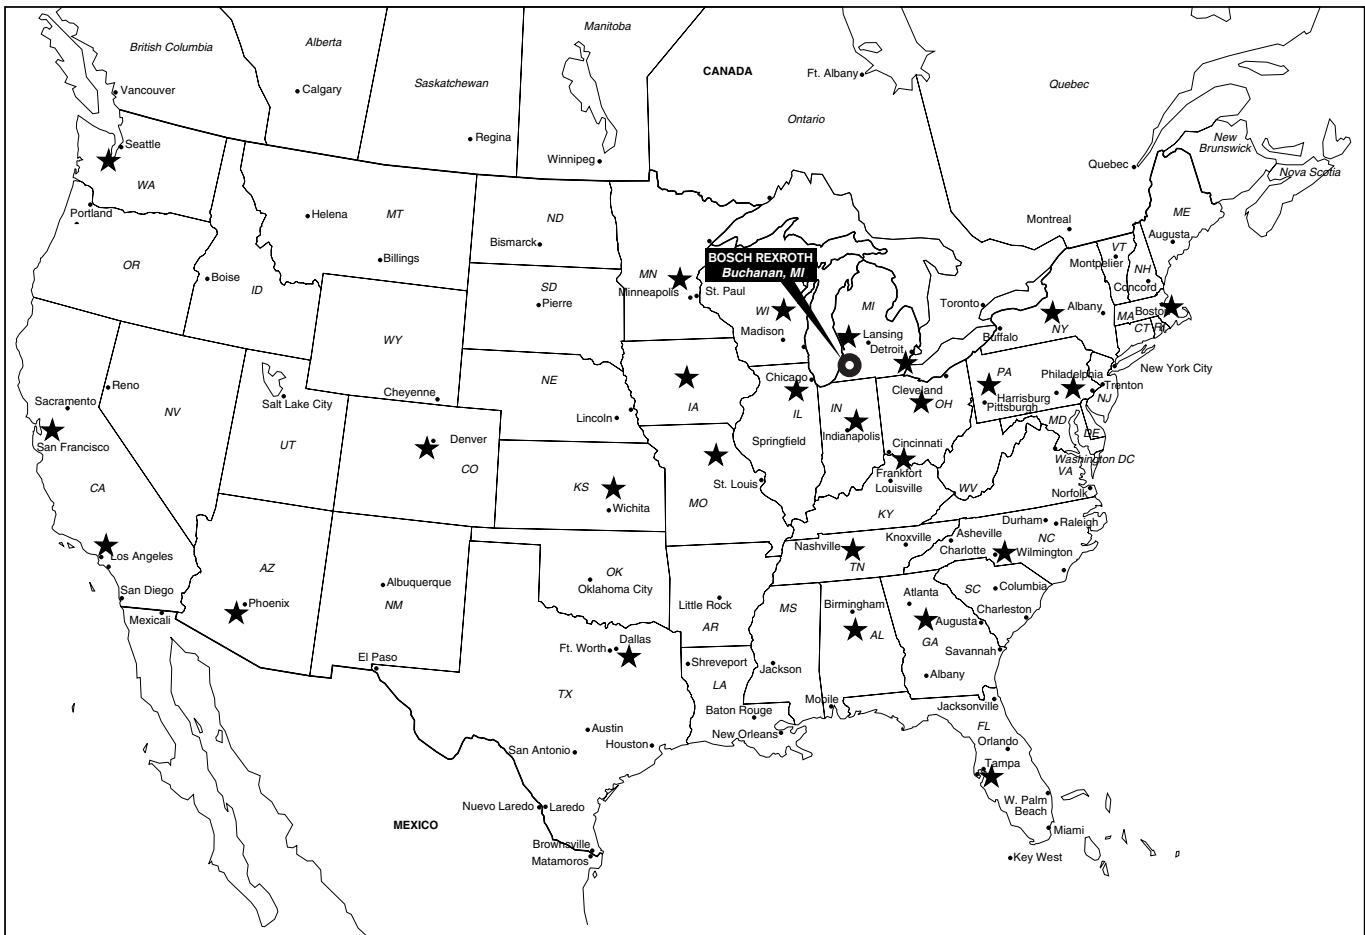 Manitoba
British Columbia
Alberta
CANADA
Ft. Albany
Saskatchewan
Quebec
Vancouver
Calgary
Ontario
Regina
New
Brunswick
Seattle
Winnipeg
Quebec
Nova Scotia
WA
Portland
Helena
MT
ND
Montreal
ME
Bismarck
Augusta
VT
BOSCH REXROTH
Buchanan, MI
Billings
Montpelier
OR
NH
Boise
ID
MN
SD
Minneapolis
St. Paul
Concord
Pierre
Toronto
Albany
MI
WI
Boston
MA
Madison
Lansing
NY
CT
RI
WY
Buffalo
Detroit
New York City
NE
Chicago
PA
Philadelphia
Reno
Cheyenne
Cleveland
Trenton
Sacramento
Salt Lake City
Harrisburg
NJ
NV
IA
IL
IN
OH
Pittsburgh
Lincoln
MD
San Francisco
UT
Denver
Springfield
Indianapolis
DE
Cincinnati
CO
Washington DC
Frankfort
VA
CA
KS
St. Louis
Louisville
WV
Norfolk
MO
Wichita
KY
Durham
Raleigh
Asheville
Knoxville
NC
Los Angeles
Nashville
Charlotte
Wilmington
AZ
TN
OK
Albuquerque
Oklahoma City
San Diego
SC
Columbia
Phoenix
NM
Little Rock
MS
Birmingham
Atlanta
Charleston
Mexicali
AR
AL
Augusta
Dallas
GA
Ft. Worth
Savannah
El Paso
Shreveport
Jackson
Albany
LA
TX
Mobile
Jacksonville
Baton Rouge
FL
Austin
New Orleans
San Antonio
Houston
Orlando
Tampa
Nuevo Laredo
Laredo
W. Palm
Beach
MEXICO
Miami
Brownsville
Matamoros
Key West